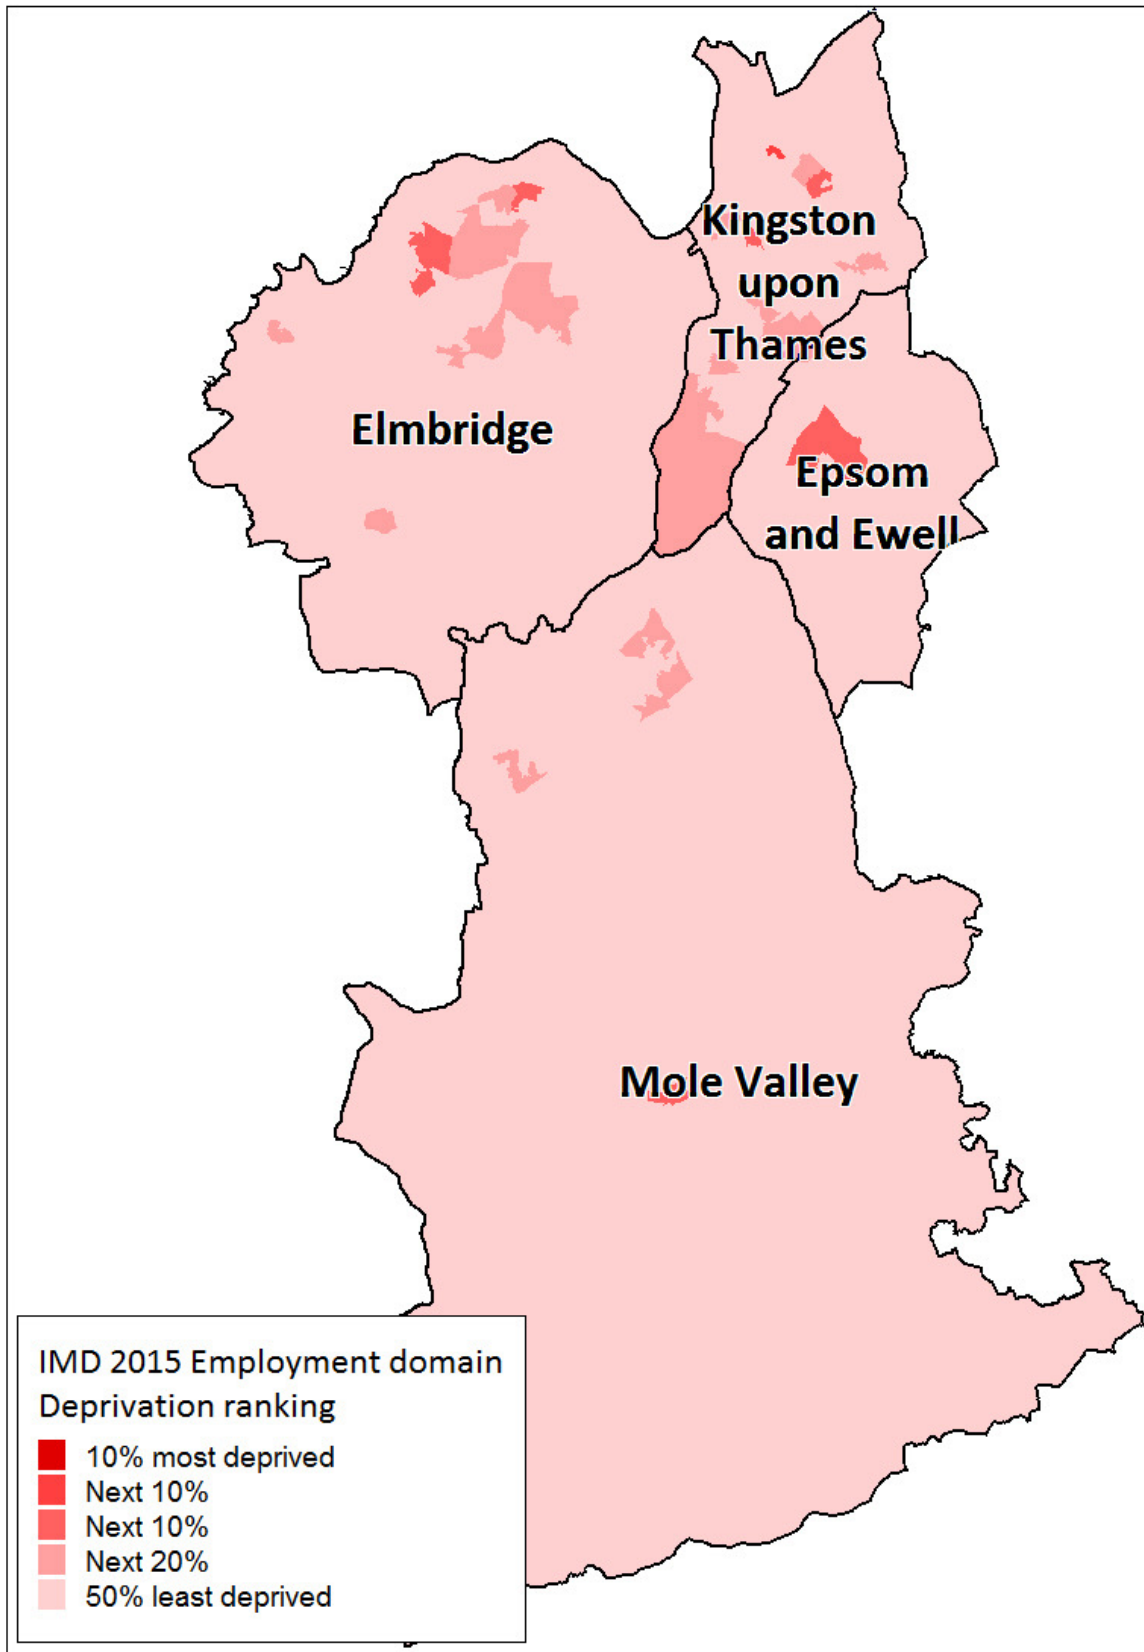 Kingston
upon
Thames
Elmbridge
Epsom
and Ewell
Mole Valley
IMD 2015 Employment domain
Deprivation ranking
10% most deprived
Next 10%
Next 10%
Next 20%
50% least deprived